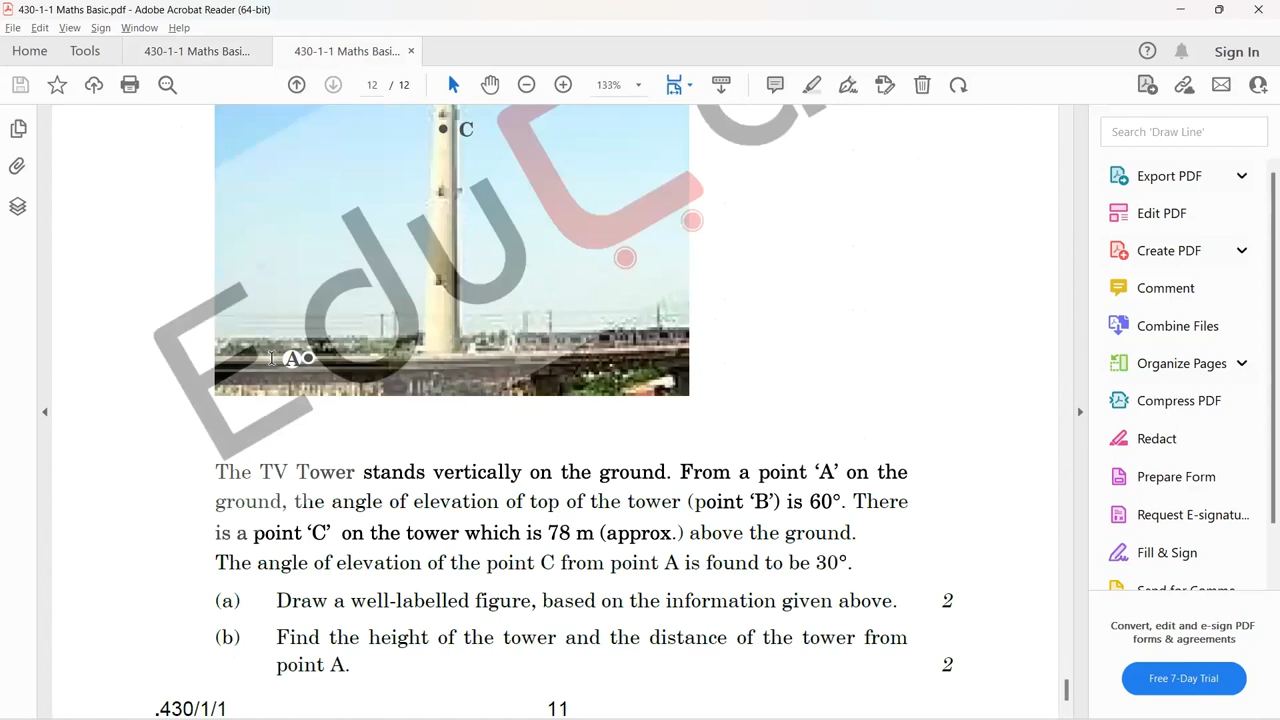 430-1-1 Maths Basic.pdf - Adobe Acrobat Reader (64-bit)
File Edit View Sign Window Help
Home Tools 430-1-1 Maths Basi... 430-1-1 Maths Basi... × Sign In
12 / 12 133%
Search 'Draw Line'
Export PDF
Edit PDF
Create PDF
Comment
Combine Files
Organize Pages
Compress PDF
Redact
Prepare Form
Request E-signatu...
Fill & Sign
Convert, edit and e-sign PDF
forms & agreements
Free 7-Day Trial
C
A
Edu
The TV Tower stands vertically on the ground. From a point ‘A’ on the
ground, the angle of elevation of top of the tower (point ‘B’) is 60°. There
is a point ‘C’ on the tower which is 78 m (approx.) above the ground.
The angle of elevation of the point C from point A is found to be 30°.
(a) Draw a well-labelled figure, based on the information given above. 2
(b) Find the height of the tower and the distance of the tower from
point A. 2
.430/1/1 11